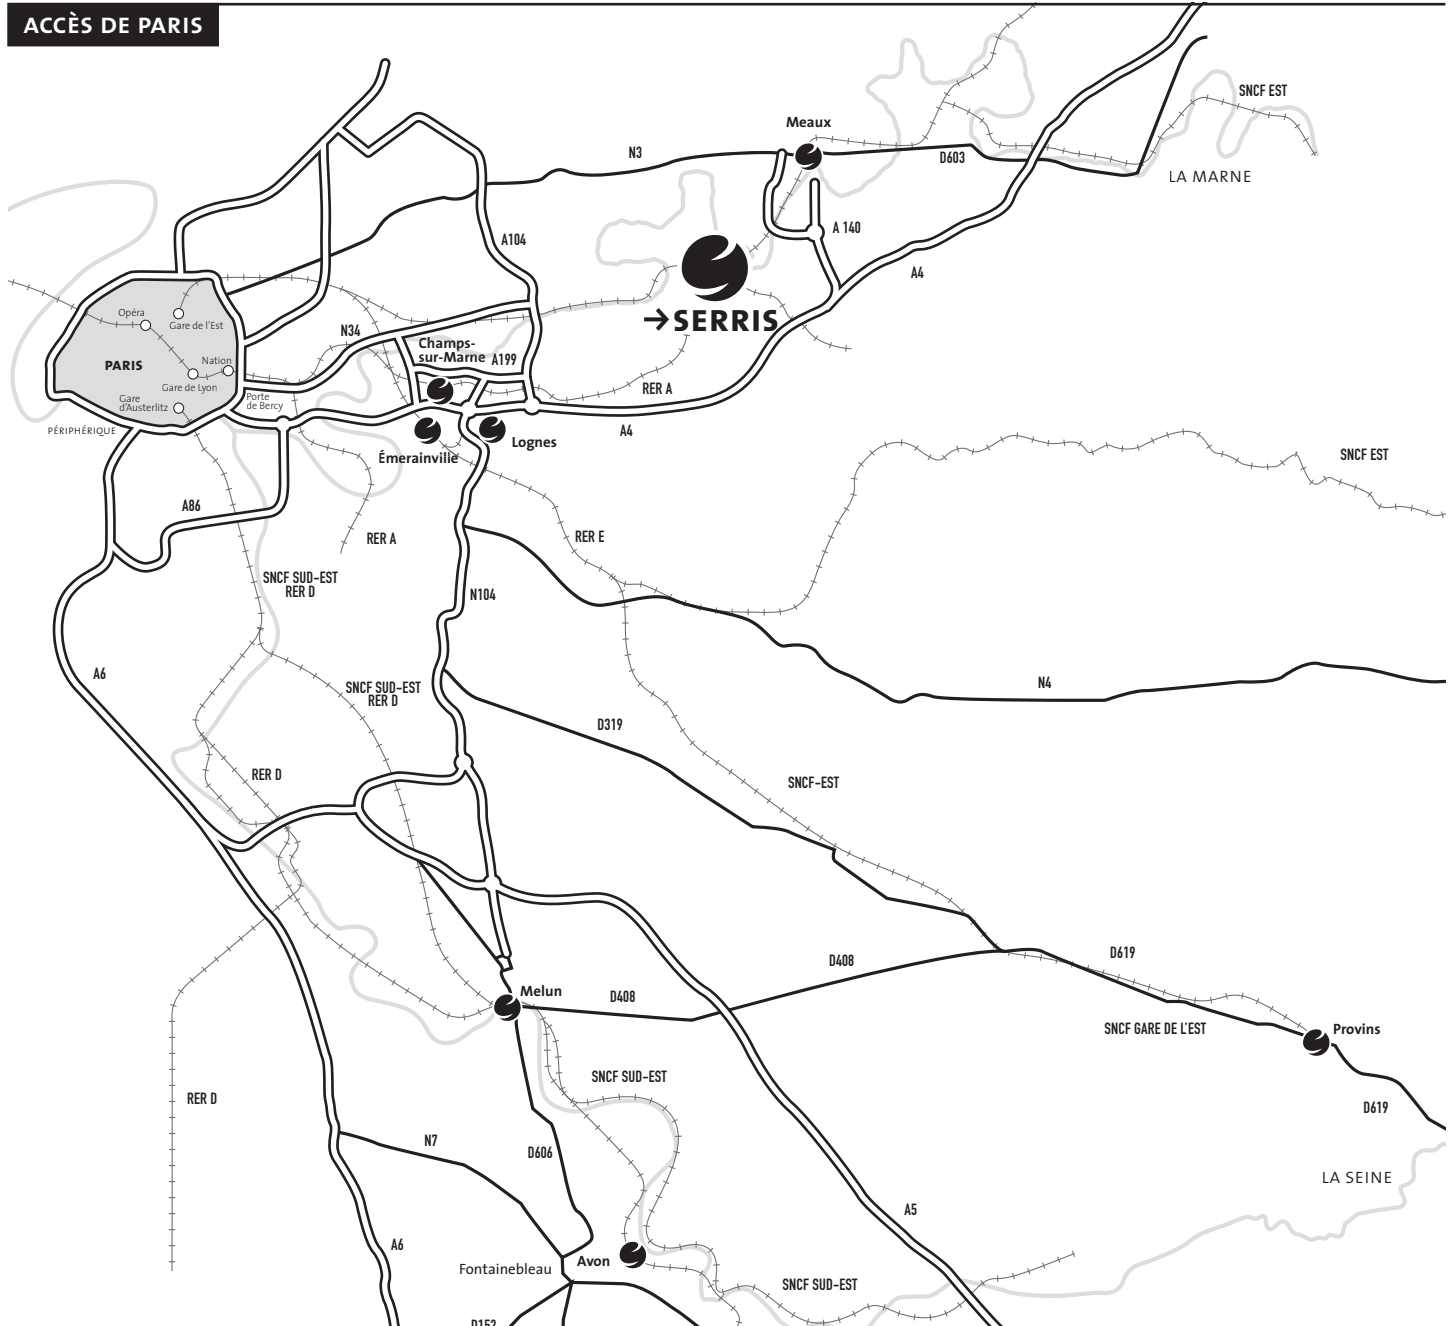 ACCÈS DE PARIS
SNCF EST
Meaux
N3
D603
LA MARNE
A104
A 140
A4
Opéra
Gare de l'Est
→SERRIS
N34
Champs-
sur-Marne
A199
PARIS
Nation
Gare de Lyon
RER A
Gare
d'Austerlitz
Porte
de Bercy
PÉRIPHÉRIQUE
A4
Lognes
Émerainville
SNCF EST
A86
RER A
RER E
SNCF SUD-EST
RER D
N104
A6
SNCF SUD-EST
RER D
N4
D319
RER D
SNCF-EST
D408
D619
Melun
D408
SNCF GARE DE L'EST
Provins
SNCF SUD-EST
RER D
D619
N7
D606
LA SEINE
A5
A6
Fontainebleau
Avon
SNCF SUD-EST
D152